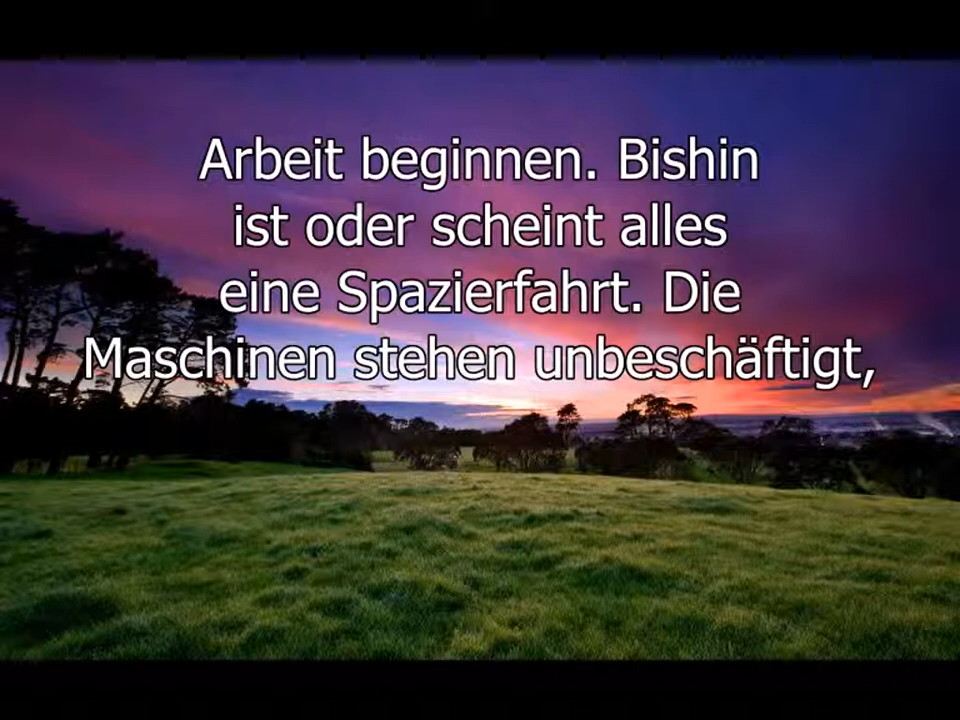 Arbeit beginnen. Bishin
ist oder scheint alles
eine Spazierfahrt. Die
Maschinen stehen unbeschäftigt,